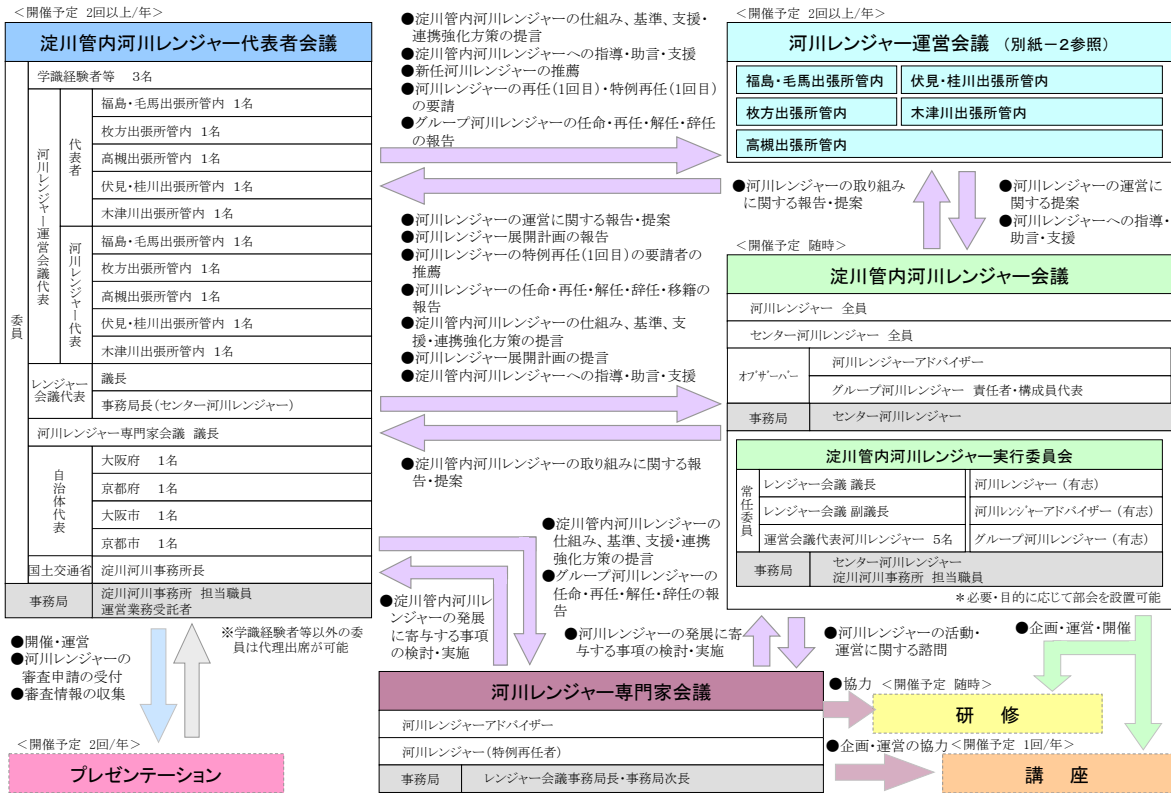 ＜開催予定 2回以上/年＞
淀川管内河川レンジャー代表者会議
委員
学識経験者等 3名
河川レンジャー運営会議代表
代表者
福島・毛馬出張所管内 1名
枚方出張所管内 1名
高槻出張所管内 1名
伏見・桂川出張所管内 1名
木津川出張所管内 1名
河川レンジャー代表
福島・毛馬出張所管内 1名
枚方出張所管内 1名
高槻出張所管内 1名
伏見・桂川出張所管内 1名
木津川出張所管内 1名
レンジャー
会議代表
議長
事務局長（センター河川レンジャー）
河川レンジャー専門家会議 議長
自治体代表
大阪府 1名
京都府 1名
大阪市 1名
京都市 1名
国土交通省
淀川河川事務所長
事務局
淀川河川事務所 担当職員
運営業務受託者
※学識経験者等以外の委
員は代理出席が可能
●開催・運営
●河川レンジャーの
審査申請の受付
●審査情報の収集
＜開催予定 2回/年＞
プレゼンテーション
●淀川管内河川レンジャーの仕組み、基準、支援・
連携強化方策の提言
●淀川管内河川レンジャーへの指導・助言・支援
●新任河川レンジャーの推薦
●河川レンジャーの再任(1回目)・特例再任(1回目)
の要請
●グループ河川レンジャーの任命・再任・解任・辞任
の報告
●河川レンジャーの運営に関する報告・提案
●河川レンジャー展開計画の報告
●河川レンジャーの特例再任(1回目)の要請者の
推薦
●河川レンジャーの任命・再任・解任・辞任・移籍の
報告
●淀川管内河川レンジャーの仕組み、基準、支
援・連携強化方策の提言
●河川レンジャー展開計画の提言
●淀川管内河川レンジャーへの指導・助言・支援
●淀川管内河川レンジャーの取り組みに関する報
告・提案
●淀川管内河川レンジャーの
仕組み、基準、支援・連携
強化方策の提言
●グループ河川レンジャーの
任命・再任・解任・辞任の報
告
●淀川管内河川レ
ンジャーの発展
に寄与する事項
の検討・実施
●河川レンジャーの発展に寄
与する事項の検討・実施
●河川レンジャーの活動・
運営に関する諮問
河川レンジャー専門家会議
河川レンジャーアドバイザー
河川レンジャー（特例再任者）
事務局
レンジャー会議事務局長・事務局次長
＜開催予定 2回以上/年＞
河川レンジャー運営会議 （別紙－2参照）
福島・毛馬出張所管内
伏見・桂川出張所管内
枚方出張所管内
木津川出張所管内
高槻出張所管内
●河川レンジャーの取り組み
に関する報告・提案
●河川レンジャーの運営に
関する提案
●河川レンジャーへの指導・
助言・支援
＜開催予定 随時＞
淀川管内河川レンジャー会議
河川レンジャー 全員
センター河川レンジャー 全員
オブザーバー
河川レンジャーアドバイザー
グループ河川レンジャー 責任者・構成員代表
事務局
センター河川レンジャー
淀川管内河川レンジャー実行委員会
常任委員
レンジャー会議 議長
河川レンジャー（有志）
レンジャー会議 副議長
河川レンジャーアドバイザー（有志）
運営会議代表河川レンジャー 5名
グループ河川レンジャー（有志）
事務局
センター河川レンジャー
淀川河川事務所 担当職員
＊必要・目的に応じて部会を設置可能
●企画・運営・開催
●協力
＜開催予定 随時＞
研 修
●企画・運営の協力
＜開催予定 1回/年＞
講 座